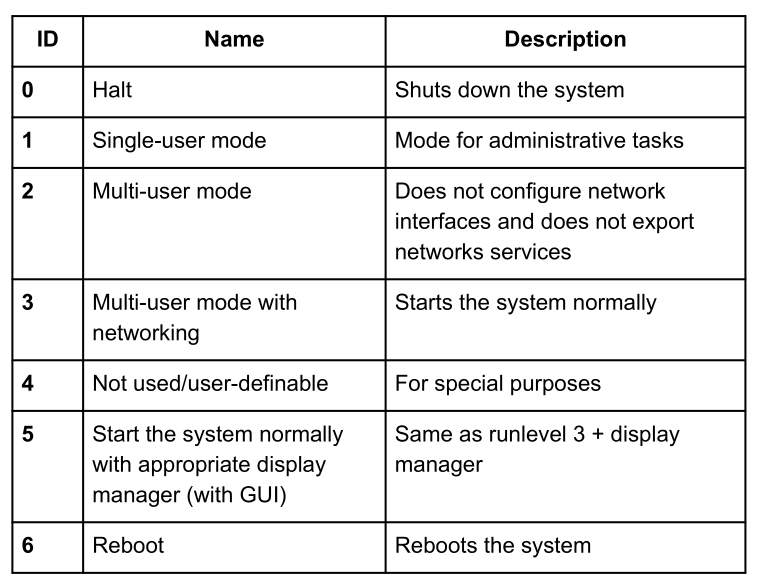 ID Name Description
0 Halt Shuts down the system
1 Single-user mode Mode for administrative tasks
2 Multi-user mode Does not configure network
interfaces and does not export
networks services
3 Multi-user mode with Starts the system normally
networking
4 Not used/user-definable For special purposes
5 Start the system normally Same as runlevel 3 + display
with appropriate display manager
manager (with GUI)
6 Reboot Reboots the system